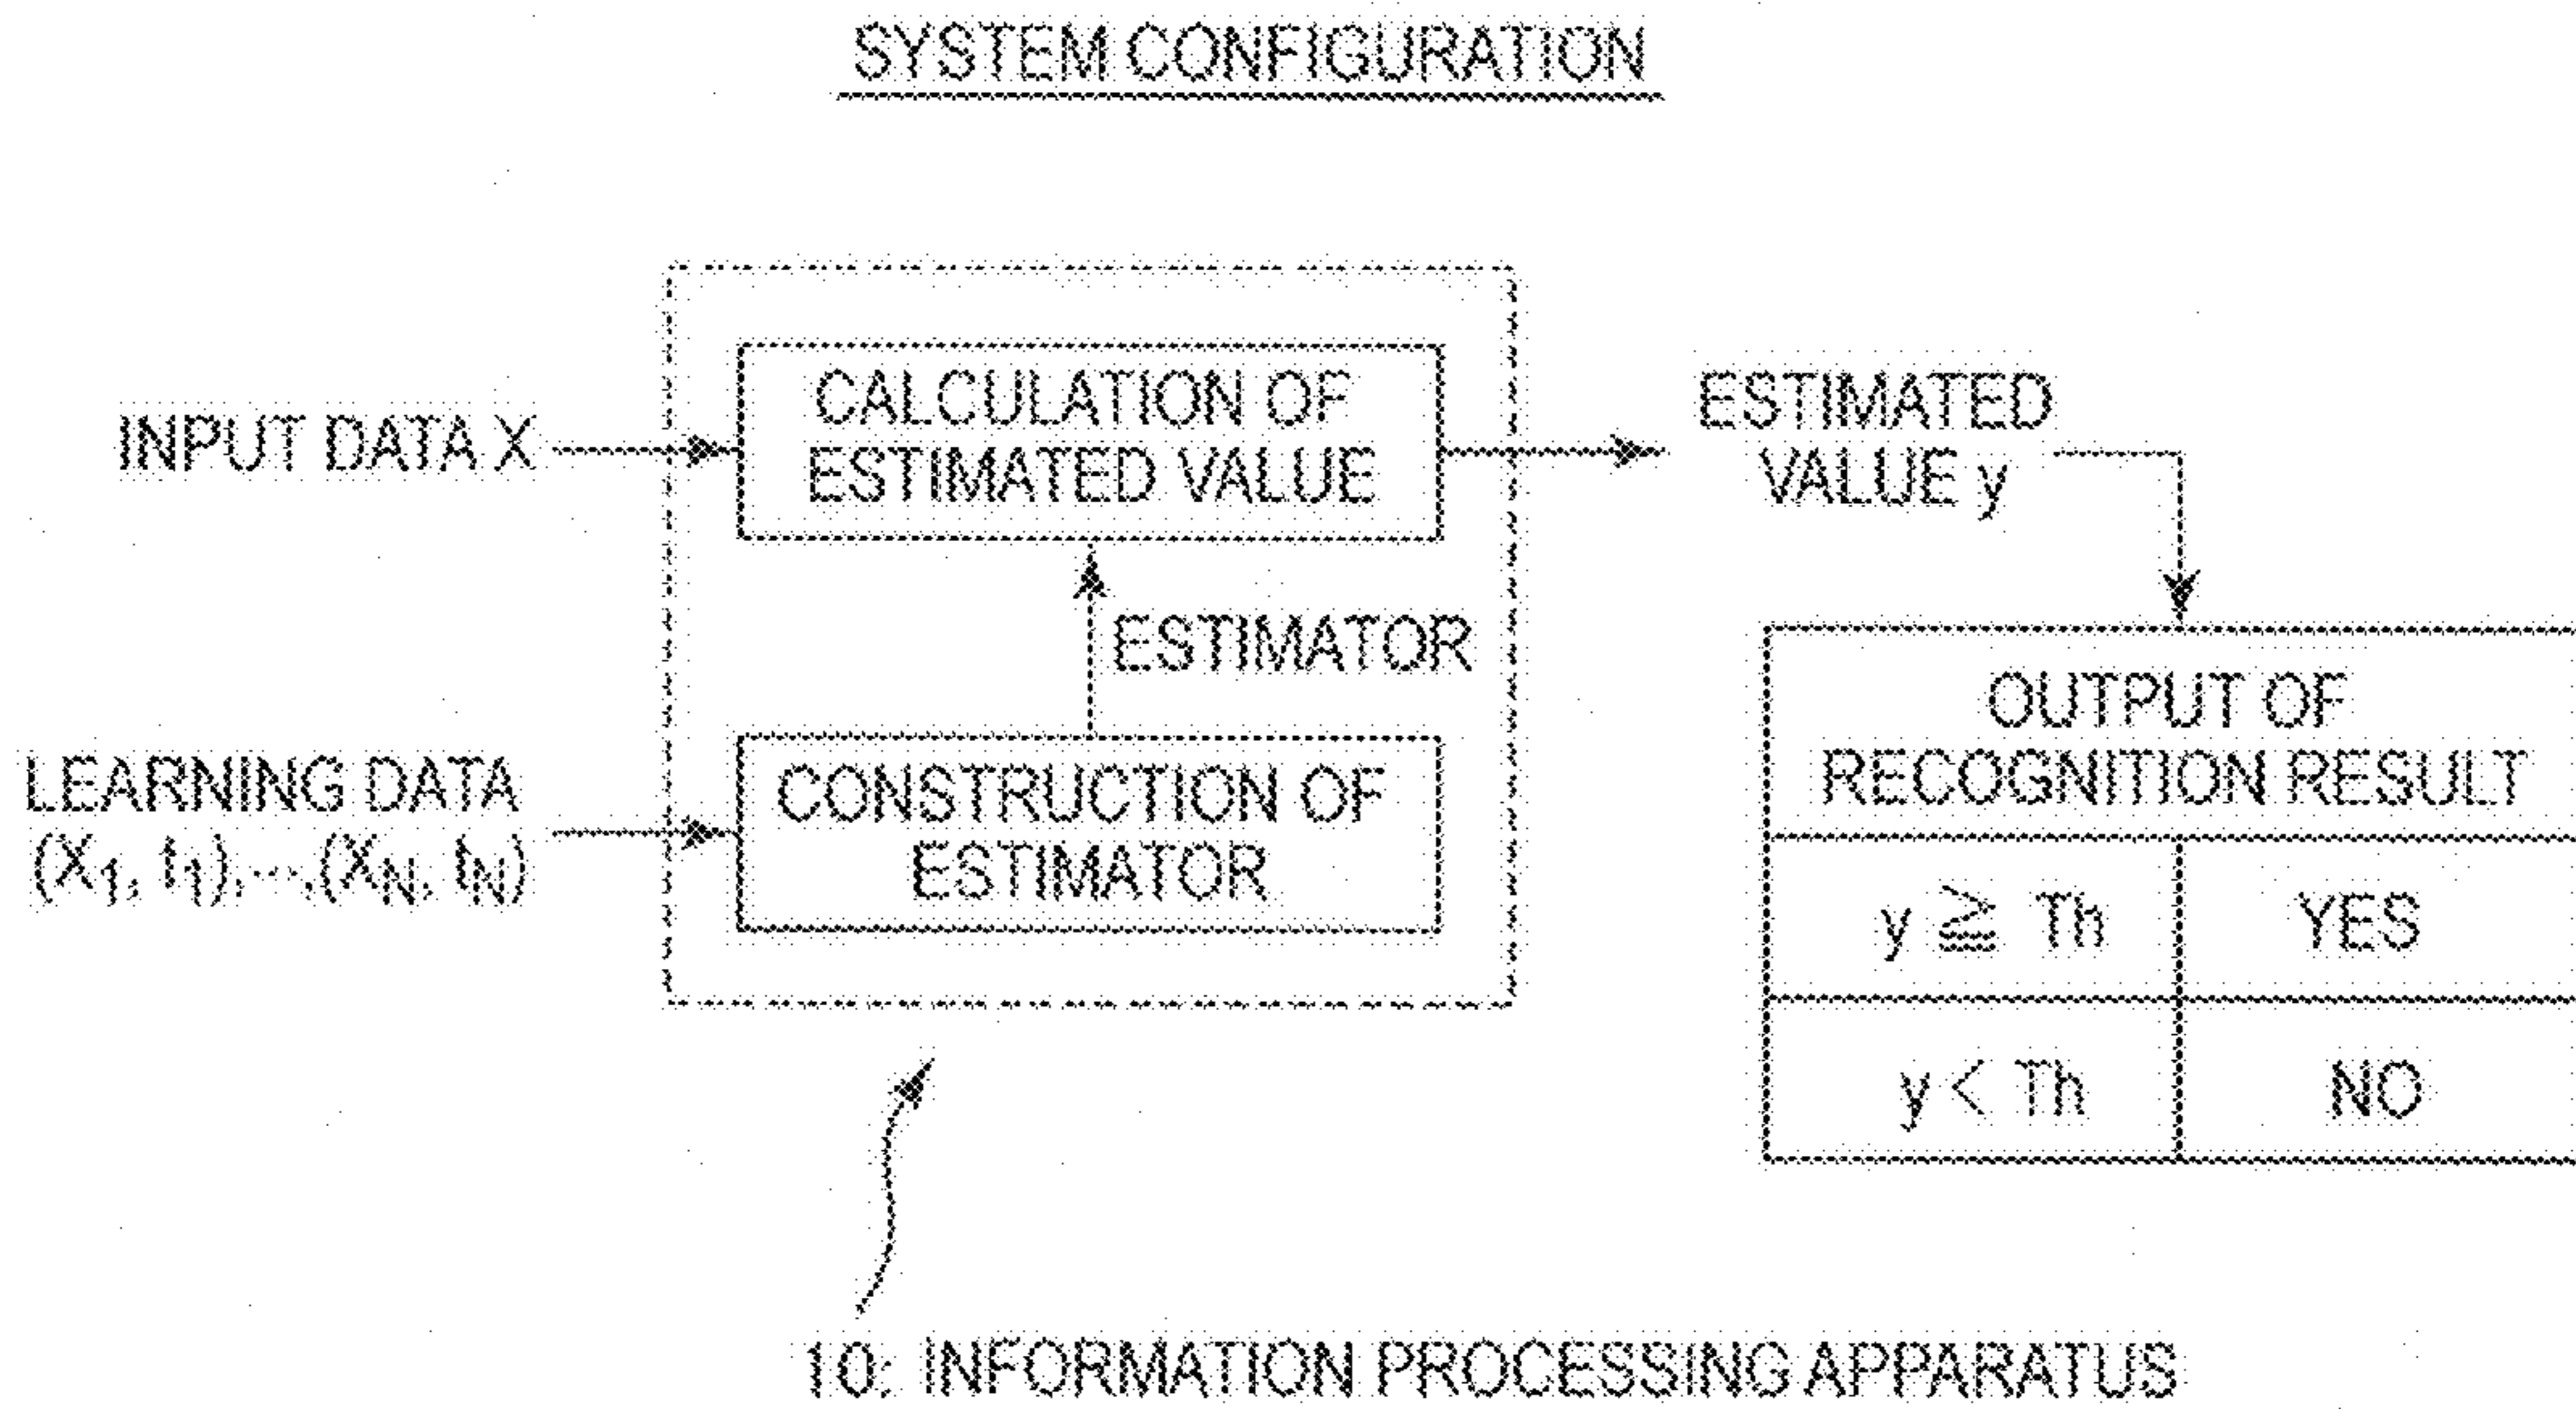 SYSTEM CONFIGURATION
INPUT DATA X
CALCULATION OF
ESTIMATED VALUE
ESTIMATED
VALUE y
ESTIMATOR
LEARNING DATA
(X1, t1),…,(XN, tN)
CONSTRUCTION OF
ESTIMATOR
OUTPUT OF
RECOGNITION RESULT
y ≧ Th YES
y < Th NO
10: INFORMATION PROCESSING APPARATUS